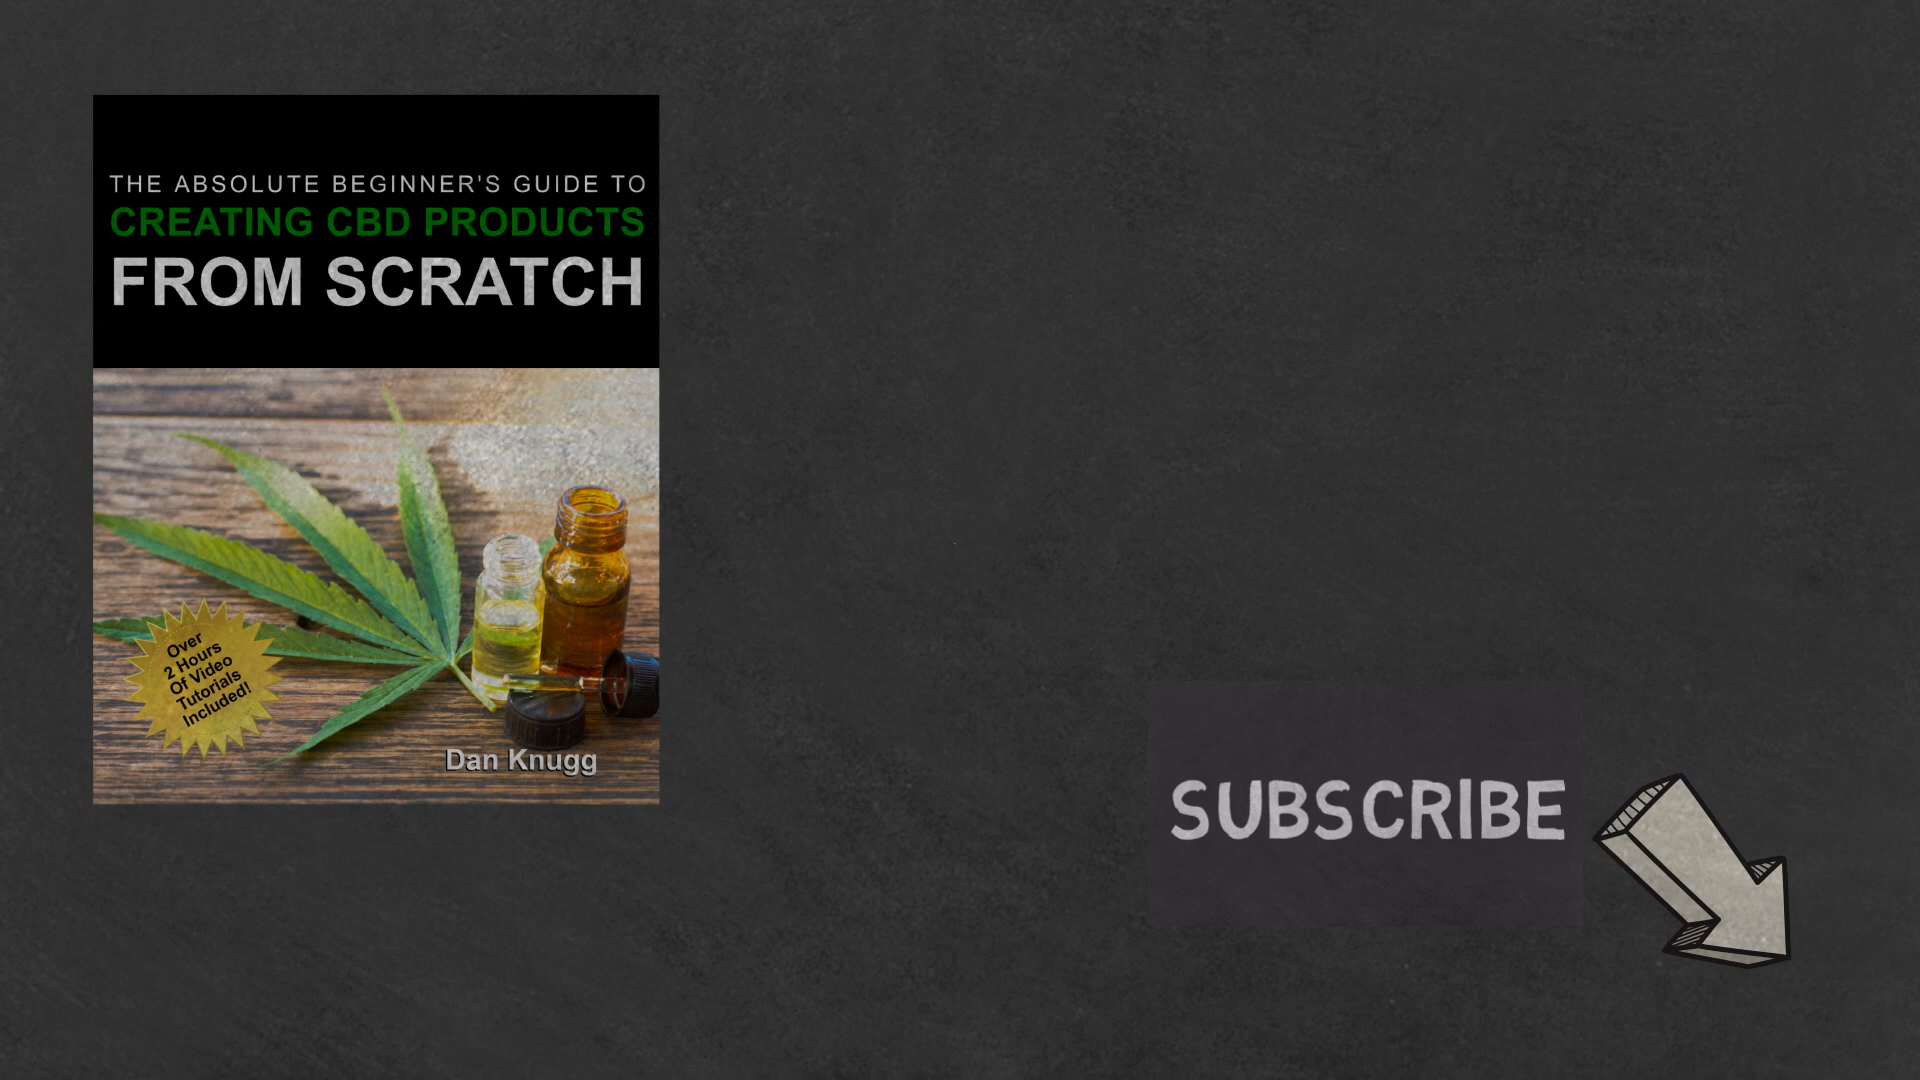 THE ABSOLUTE BEGINNER'S GUIDE TO
CREATING CBD PRODUCTS
FROM SCRATCH
Over
2 Hours
Of Video
Tutorials
Included!
Dan Knugg
SUBSCRIBE